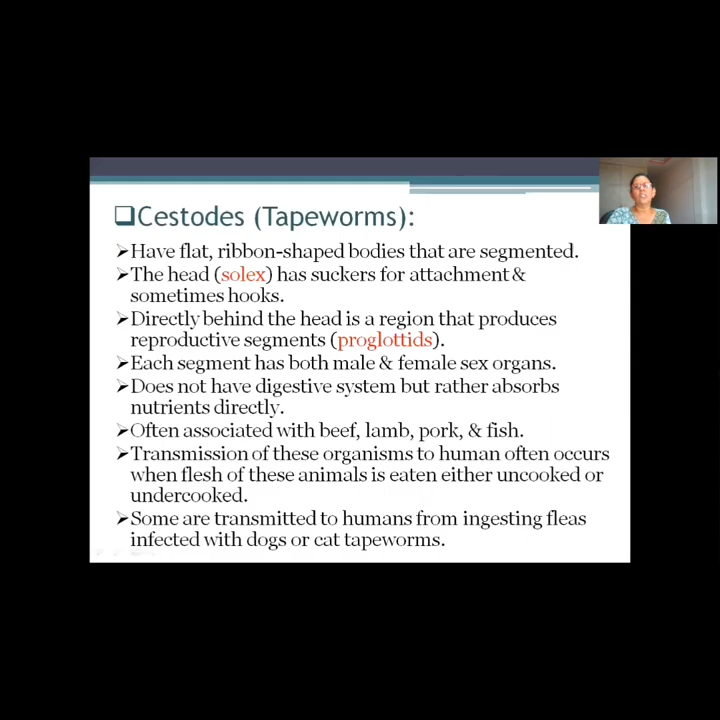 ❑Cestodes (Tapeworms):
➢Have flat, ribbon-shaped bodies that are segmented.
➢The head (solex) has suckers for attachment &
sometimes hooks.
➢Directly behind the head is a region that produces
reproductive segments (proglottids).
➢Each segment has both male & female sex organs.
➢Does not have digestive system but rather absorbs
nutrients directly.
➢Often associated with beef, lamb, pork, & fish.
➢Transmission of these organisms to human often occurs
when flesh of these animals is eaten either uncooked or
undercooked.
➢Some are transmitted to humans from ingesting fleas
infected with dogs or cat tapeworms.